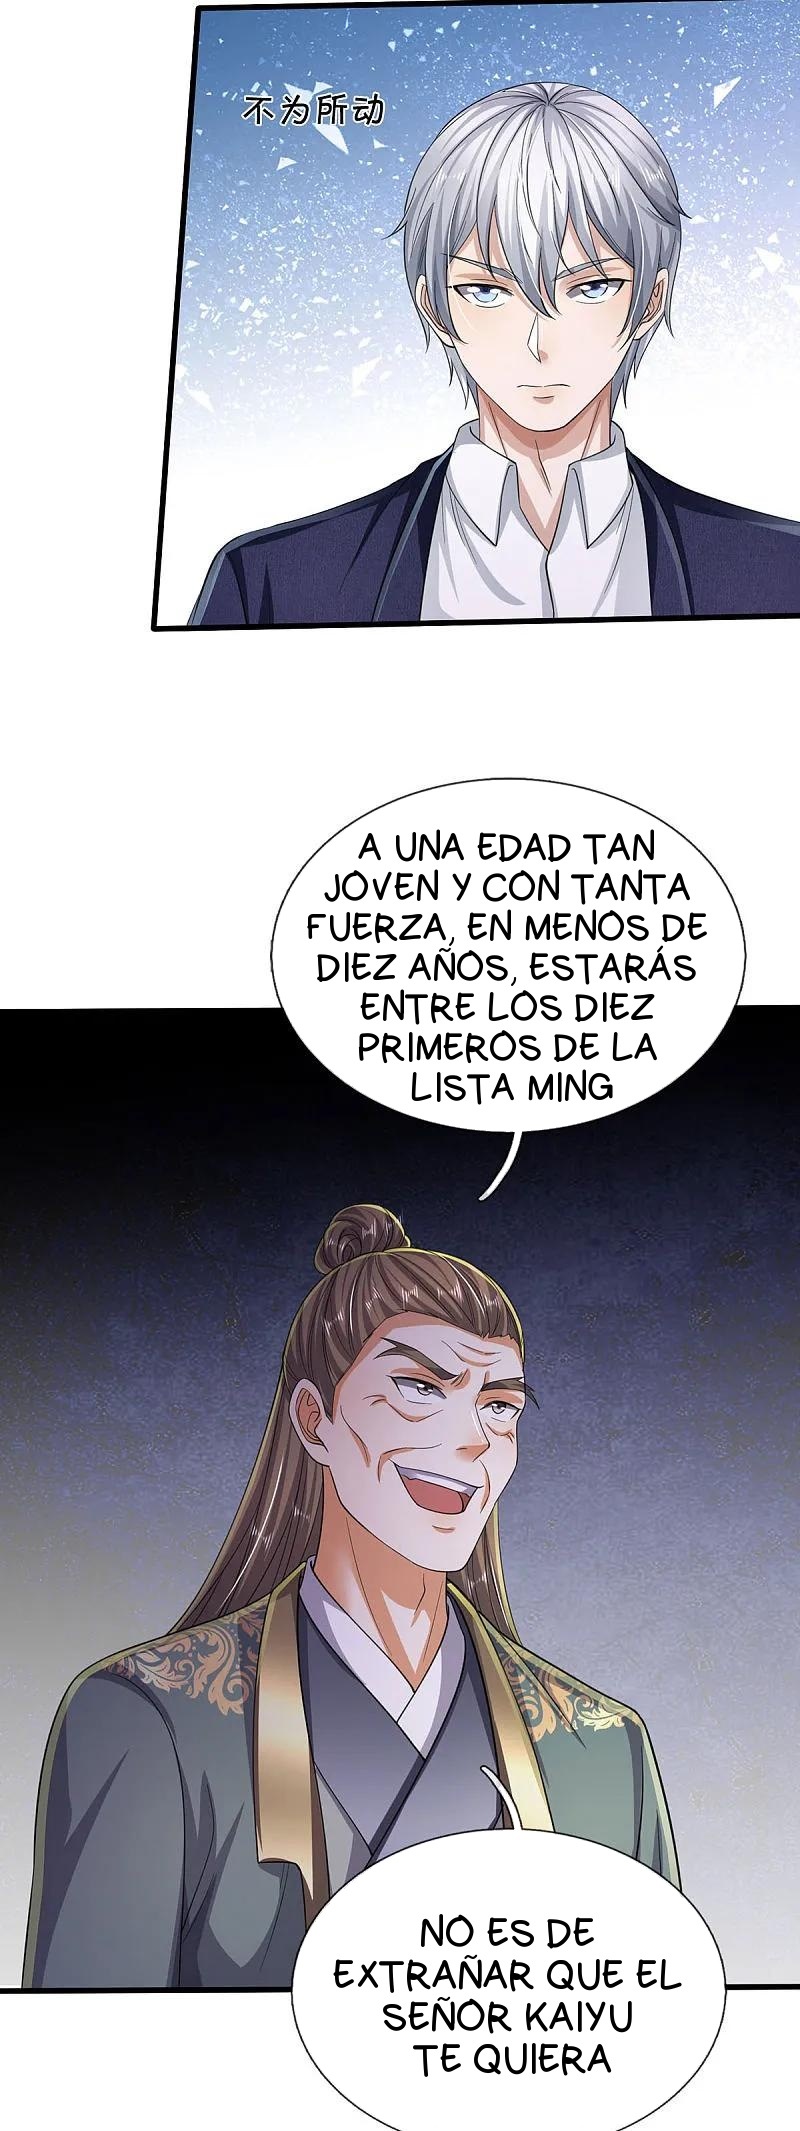 不为所动
A UNA EDAD TAN
JOVEN Y CON TANTA
FUERZA, EN MENOS DE
DIEZ AÑOS, ESTARÁS
ENTRE LOS DIEZ
PRIMEROS DE LA
LISTA MING
NO ES DE
EXTRAÑAR QUE EL
SEÑOR KAIYU
TE QUIERA